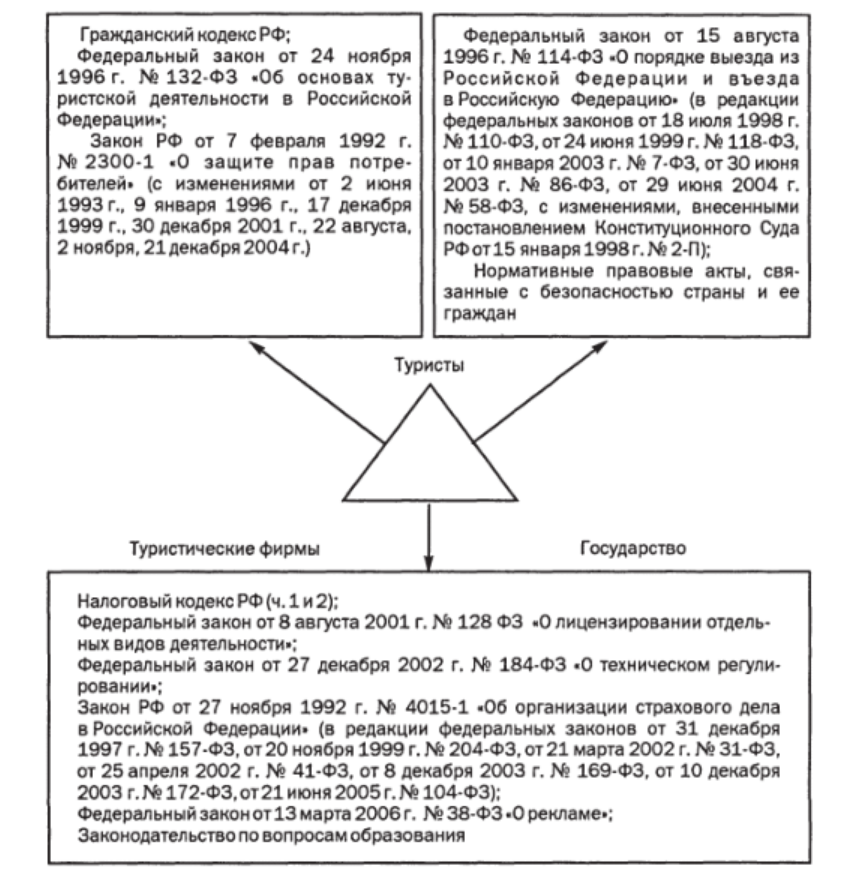 Гражданский кодекс РФ;
Федеральный закон от 24 ноября
1996 г. № 132-ФЗ «Об основах ту-
ристской деятельности в Российской
Федерации»;
Закон РФ от 7 февраля 1992 г.
№ 2300-1 «О защите прав потре-
бителей» (с изменениями от 2 июня
1993 г., 9 января 1996 г., 17 декабря
1999 г., 30 декабря 2001 г., 22 августа,
2 ноября, 21 декабря 2004 г.)
Федеральный закон от 15 августа
1996 г. № 114-ФЗ «О порядке выезда из
Российской Федерации и въезда
в Российскую Федерацию» (в редакции
федеральных законов от 18 июля 1998 г.
№ 110-ФЗ, от 24 июня 1999 г. № 118-ФЗ,
от 10 января 2003 г. № 7-ФЗ, от 30 июня
2003 г. № 86-ФЗ, от 29 июня 2004 г.
№ 58-ФЗ, с изменениями, внесенными
постановлением Конституционного Суда
РФ от 15 января 1998 г. № 2-П);
Нормативные правовые акты, свя-
занные с безопасностью страны и ее
граждан
Туристы
Туристические фирмы
Государство
Налоговый кодекс РФ (ч. 1 и 2);
Федеральный закон от 8 августа 2001 г. № 128 ФЗ «О лицензировании отдель-
ных видов деятельности»;
Федеральный закон от 27 декабря 2002 г. № 184-ФЗ «О техническом регули-
ровании»;
Закон РФ от 27 ноября 1992 г. № 4015-1 «Об организации страхового дела
в Российской Федерации» (в редакции федеральных законов от 31 декабря
1997 г. № 157-ФЗ, от 20 ноября 1999 г. № 204-ФЗ, от 21 марта 2002 г. № 31-ФЗ,
от 25 апреля 2002 г. № 41-ФЗ, от 8 декабря 2003 г. № 169-ФЗ, от 10 декабря
2003 г. № 172-ФЗ, от 21 июня 2005 г. № 104-ФЗ);
Федеральный закон от 13 марта 2006 г. № 38-ФЗ «О рекламе»;
Законодательство по вопросам образования